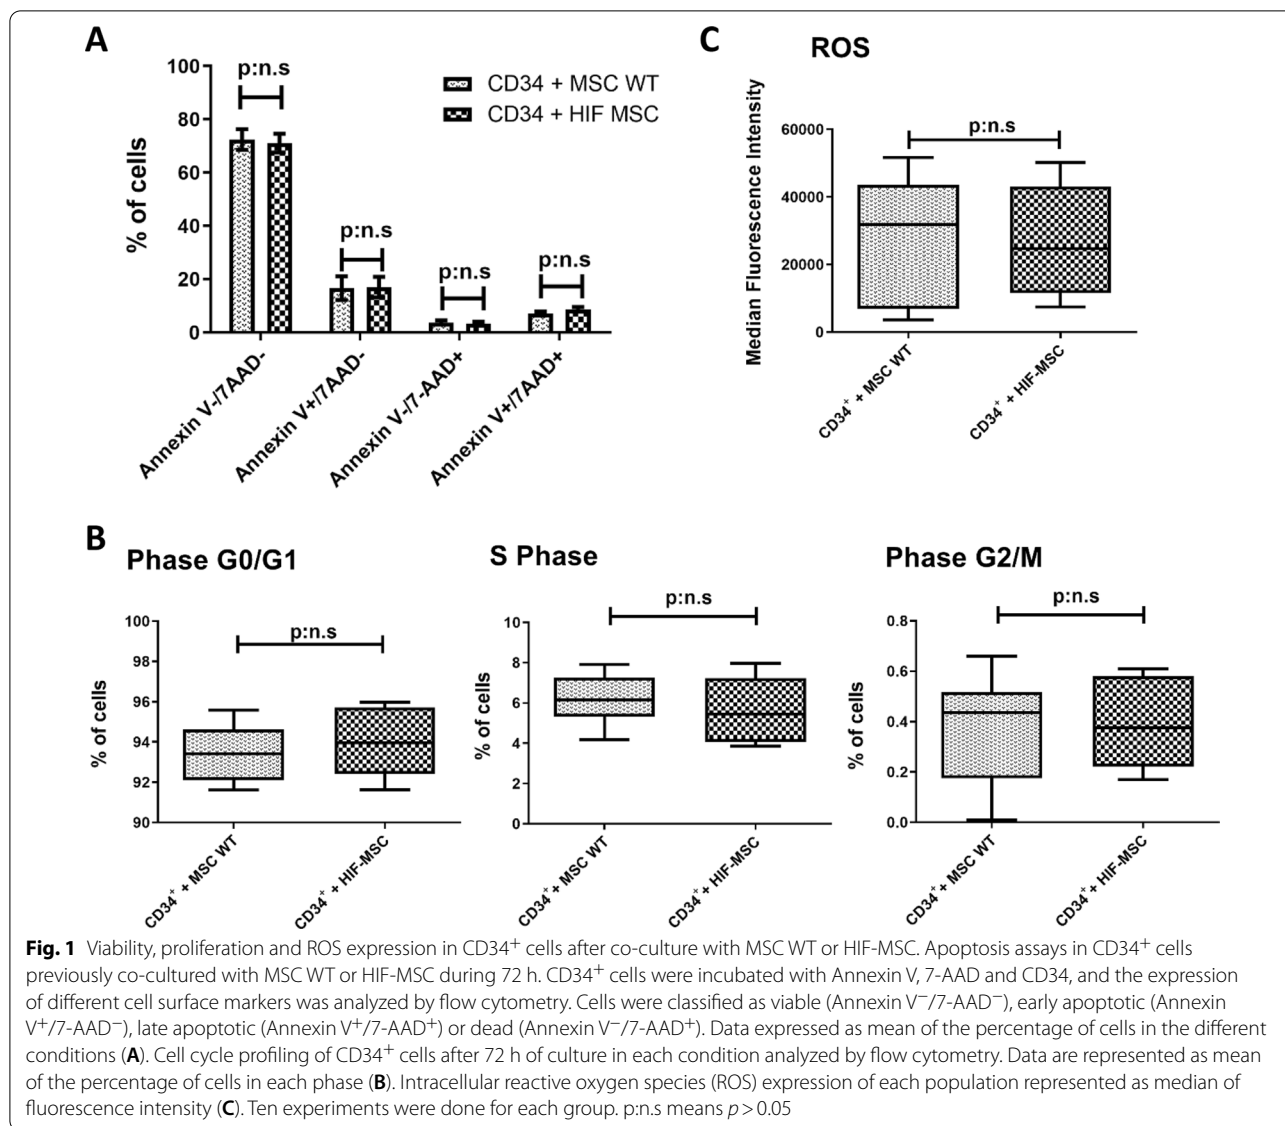 A
100
80
60
40
20
0
% of cells
p:n.s
p:n.s
p:n.s
p:n.s
CD34 + MSC WT
CD34 + HIF MSC
Annexin V-/7AAD-
Annexin V+/7AAD-
Annexin V-/7-AAD+
Annexin V+/7AAD+
C
ROS
Median Fluorescence Intensity
60000
40000
20000
0
p:n.s
CD34+ + MSC WT
CD34+ + HIF-MSC
B
Phase G0/G1
% of cells
100
98
96
94
92
90
p:n.s
CD34+ + MSC WT
CD34+ + HIF-MSC
S Phase
% of cells
10
8
6
4
2
0
p:n.s
CD34+ + MSC WT
CD34+ + HIF-MSC
Phase G2/M
% of cells
0.8
0.6
0.4
0.2
0.0
p:n.s
CD34+ + MSC WT
CD34+ + HIF-MSC
Fig. 1 Viability, proliferation and ROS expression in CD34+ cells after co-culture with MSC WT or HIF-MSC. Apoptosis assays in CD34+ cells
previously co-cultured with MSC WT or HIF-MSC during 72 h. CD34+ cells were incubated with Annexin V, 7-AAD and CD34, and the expression
of different cell surface markers was analyzed by flow cytometry. Cells were classified as viable (Annexin V−/7-AAD−), early apoptotic (Annexin
V+/7-AAD−), late apoptotic (Annexin V+/7-AAD+) or dead (Annexin V−/7-AAD+). Data expressed as mean of the percentage of cells in the different
conditions (A). Cell cycle profiling of CD34+ cells after 72 h of culture in each condition analyzed by flow cytometry. Data are represented as mean
of the percentage of cells in each phase (B). Intracellular reactive oxygen species (ROS) expression of each population represented as median of
fluorescence intensity (C). Ten experiments were done for each group. p:n.s means p > 0.05